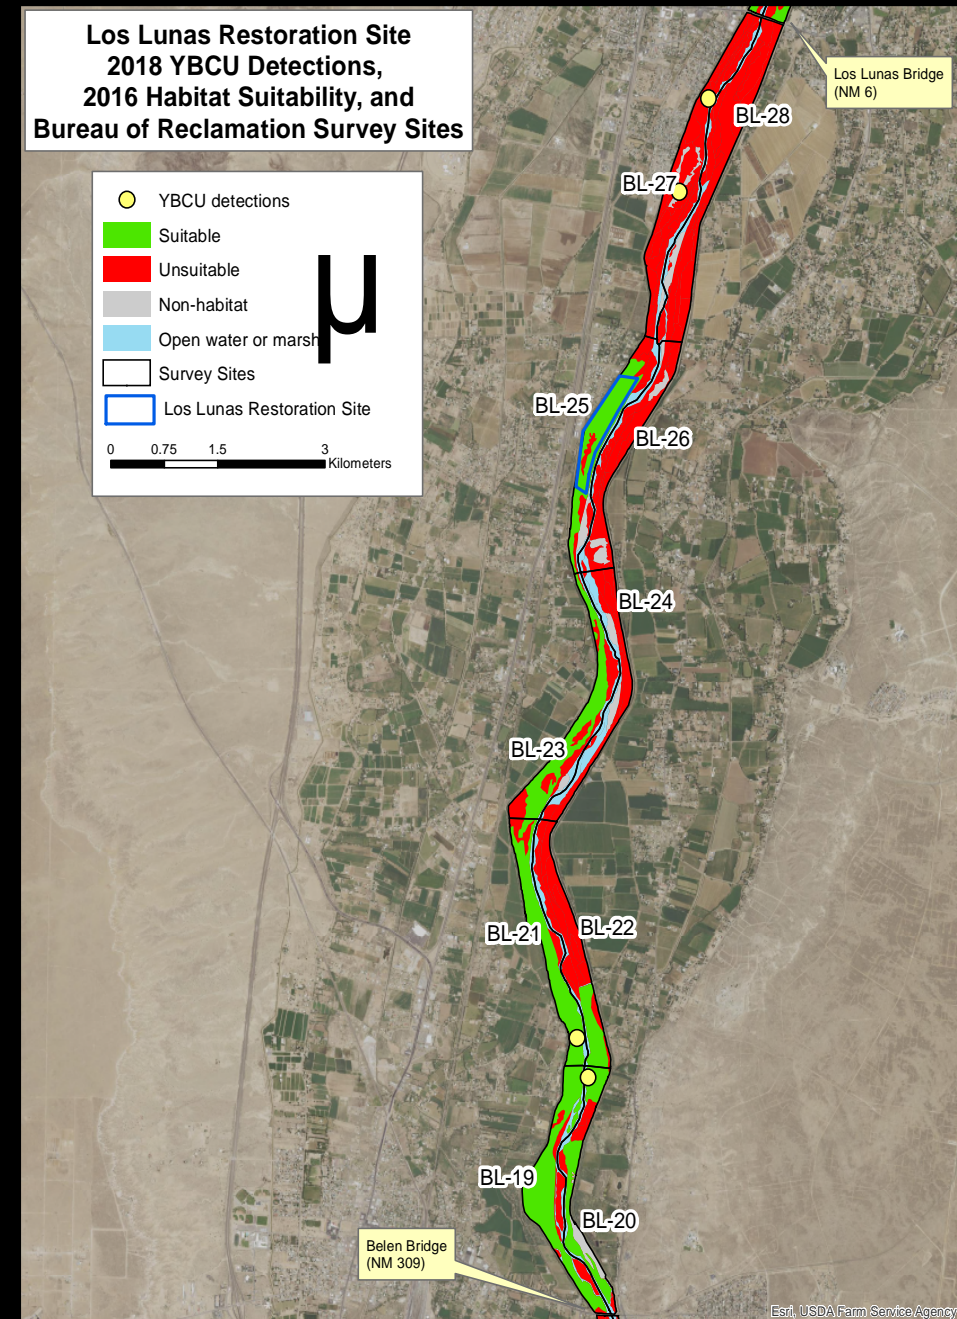 Los Lunas Restoration Site
2018 YBCU Detections,
2016 Habitat Suitability, and
Bureau of Reclamation Survey Sites
Los Lunas Bridge
(NM 6)
BL-28
YBCU detections
Suitable
Unsuitable
Non-habitat
Open water or marsh
Survey Sites
Los Lunas Restoration Site
µ
0 0.75 1.5 3
Kilometers
BL-27
BL-25
BL-26
BL-24
BL-23
BL-21
BL-22
BL-19
BL-20
Belen Bridge
(NM 309)
Esri, USDA Farm Service Agency